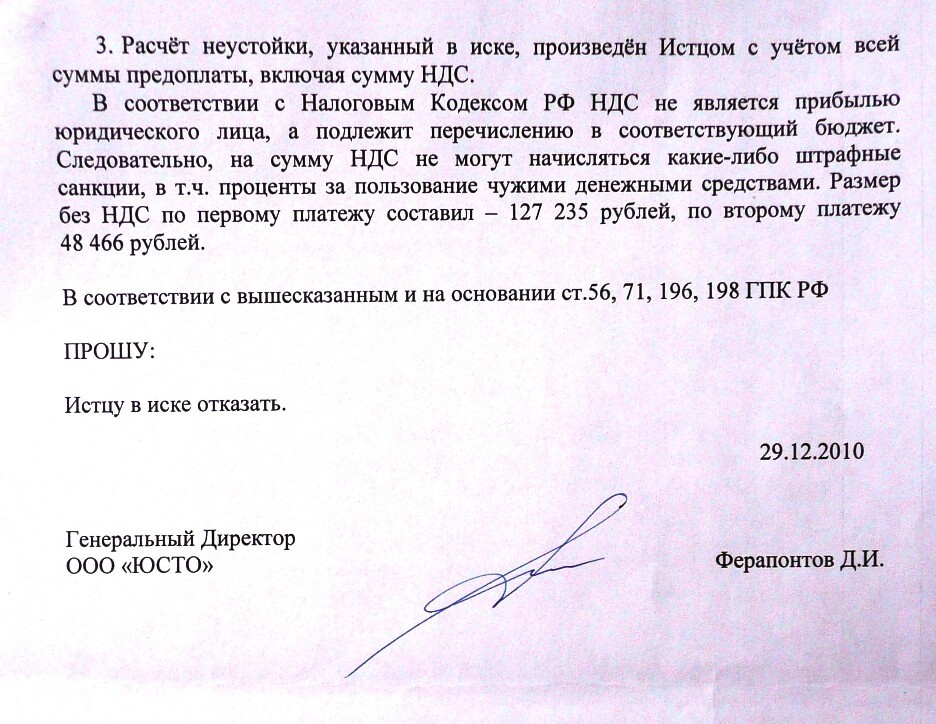 3. Расчёт неустойки, указанный в иске, произведён Истцом с учётом всей
суммы предоплаты, включая сумму НДС.
В соответствии с Налоговым Кодексом РФ НДС не является прибылью
юридического лица, а подлежит перечислению в соответствующий бюджет.
Следовательно, на сумму НДС не могут начисляться какие-либо штрафные
санкции, в т.ч. проценты за пользование чужими денежными средствами. Размер
без НДС по первому платежу составил – 127 235 рублей, по второму платежу
48 466 рублей.
В соответствии с вышесказанным и на основании ст.56, 71, 196, 198 ГПК РФ
ПРОШУ:
Истцу в иске отказать.
29.12.2010
Генеральный Директор
ООО «ЮСТО»
Ферапонтов Д.И.